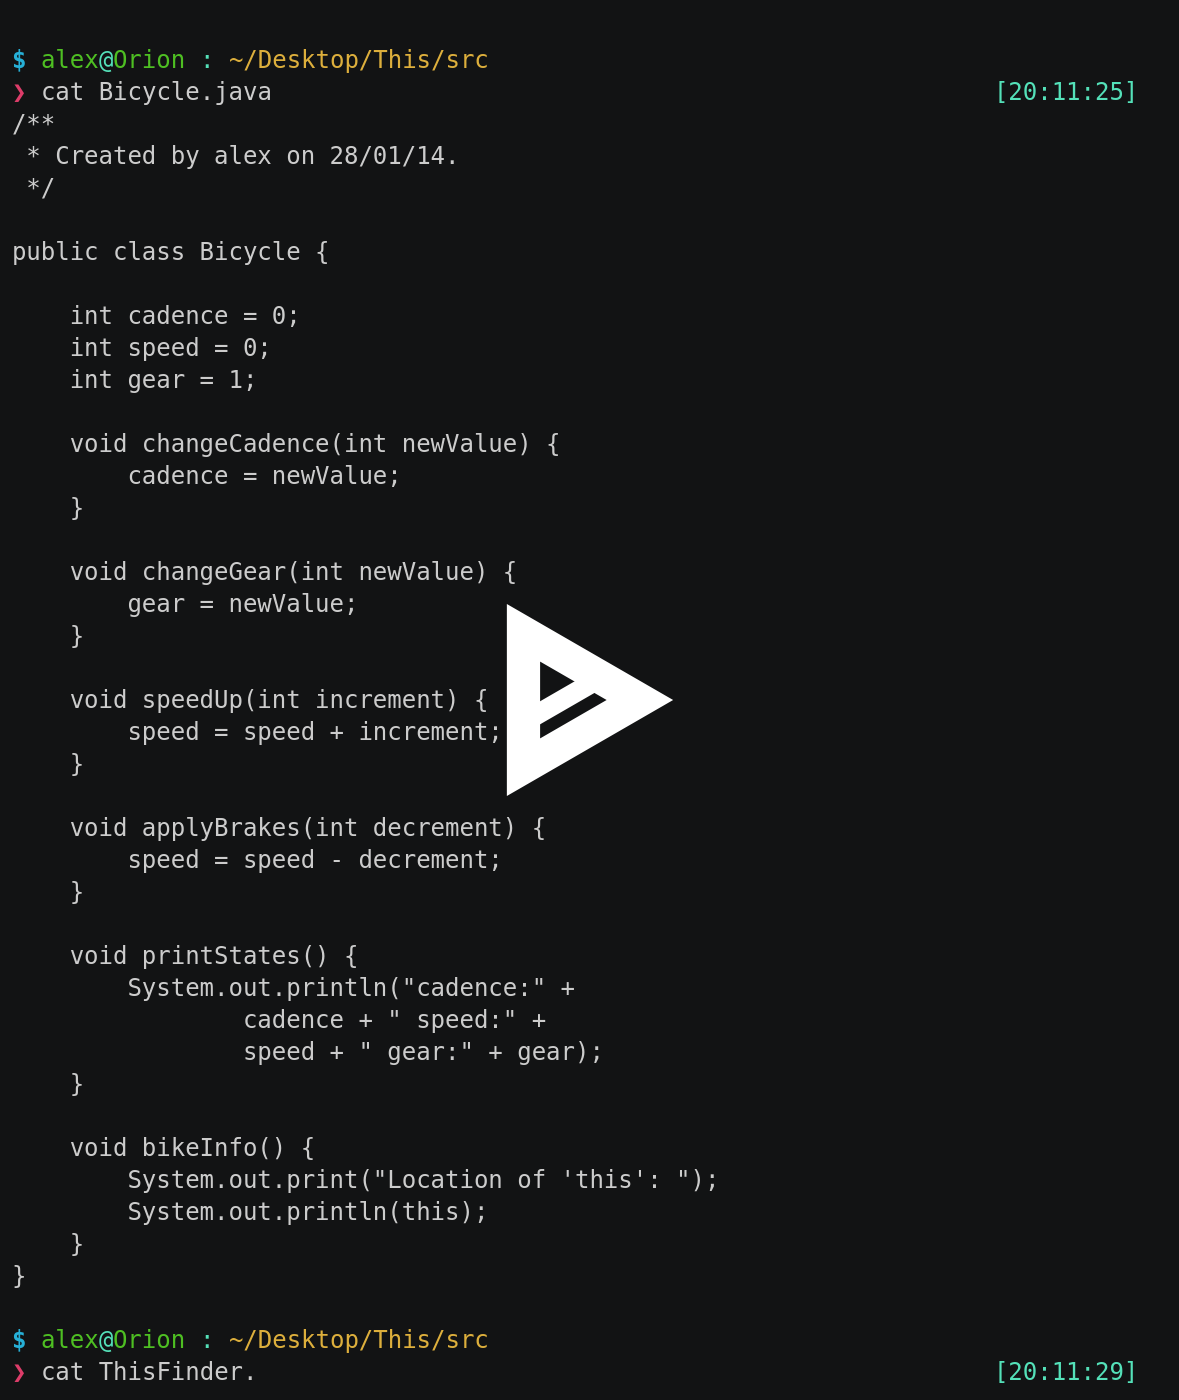 $ alex@Orion : ~/Desktop/This/src
❯ cat Bicycle.java [20:11:25]
/**
 * Created by alex on 28/01/14.
 */

public class Bicycle {

    int cadence = 0;
    int speed = 0;
    int gear = 1;

    void changeCadence(int newValue) {
        cadence = newValue;
    }

    void changeGear(int newValue) {
        gear = newValue;
    }

    void speedUp(int increment) {
        speed = speed + increment;
    }

    void applyBrakes(int decrement) {
        speed = speed - decrement;
    }

    void printStates() {
        System.out.println("cadence:" +
                cadence + " speed:" +
                speed + " gear:" + gear);
    }

    void bikeInfo() {
        System.out.print("Location of 'this': ");
        System.out.println(this);
    }
}

$ alex@Orion : ~/Desktop/This/src
❯ cat ThisFinder. [20:11:29]